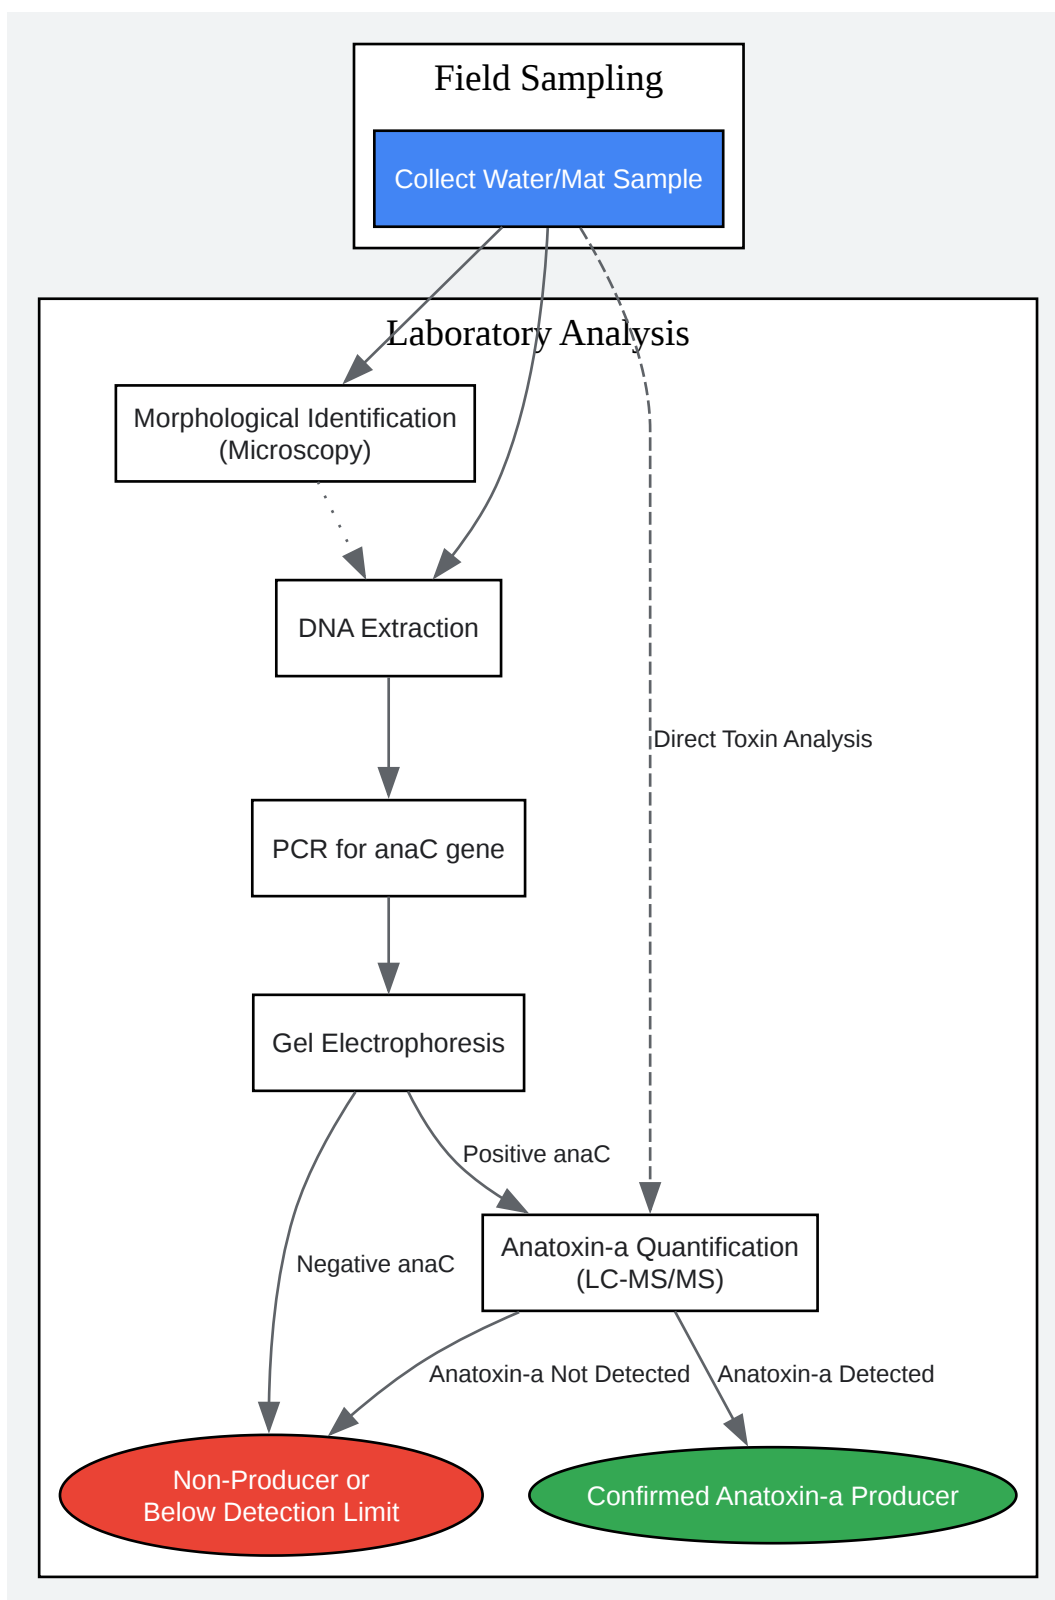 Field Sampling
Collect Water/Mat Sample
Laboratory Analysis
Morphological Identification
(Microscopy)
DNA Extraction
Direct Toxin Analysis
PCR for anaC gene
Gel Electrophoresis
Positive anaC
Negative anaC
Anatoxin-a Quantification
(LC-MS/MS)
Anatoxin-a Not Detected
Anatoxin-a Detected
Non-Producer or
Below Detection Limit
Confirmed Anatoxin-a Producer